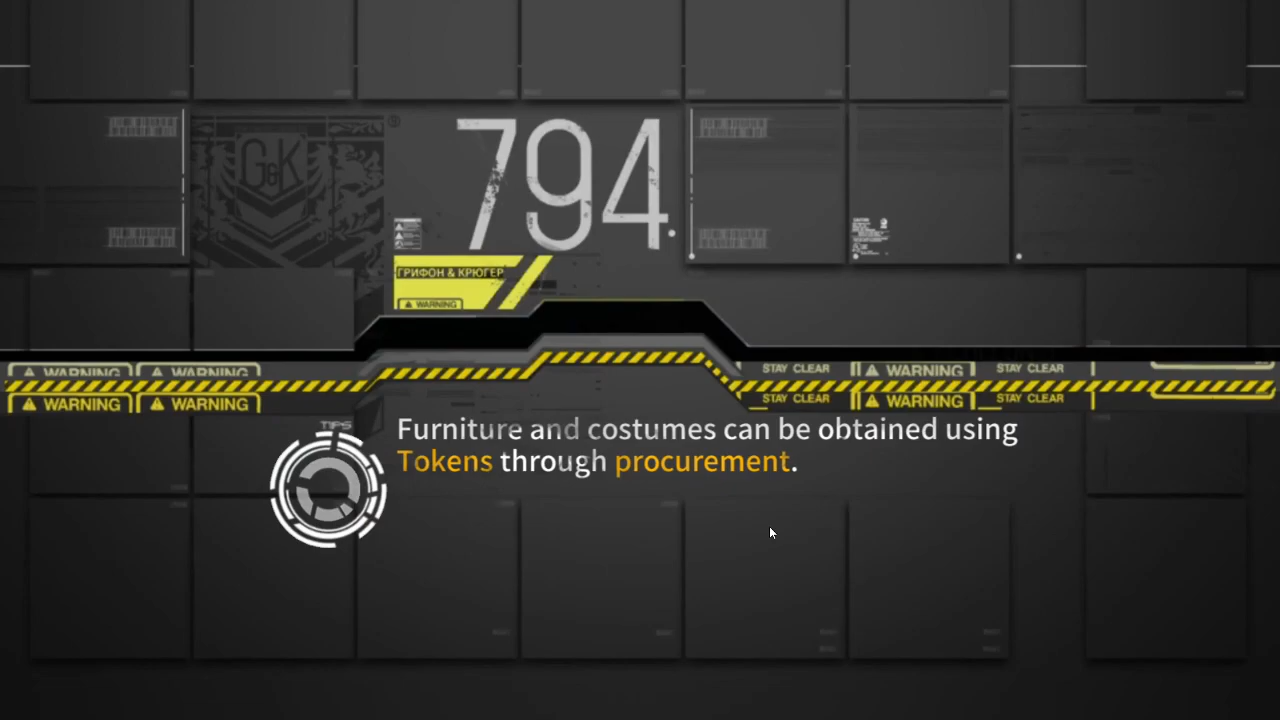 G&K
794.
ГРИФОН & КРЮГЕР
WARNING
WARNING WARNING STAY CLEAR WARNING STAY CLEAR
WARNING WARNING STAY CLEAR WARNING STAY CLEAR
TIPS
Furniture and costumes can be obtained using
Tokens through procurement.